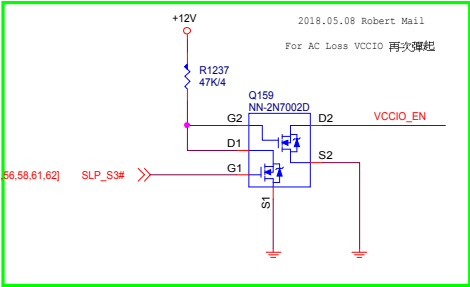 +12V
2018.05.08 Robert Mail
For AC Loss VCCIO 再次彈起
R1237
47K/4
Q159
NN-2N7002D
G2
D2
VCCIO_EN
D1
S2
,56,58,61,62]
SLP_S3#
G1
S1